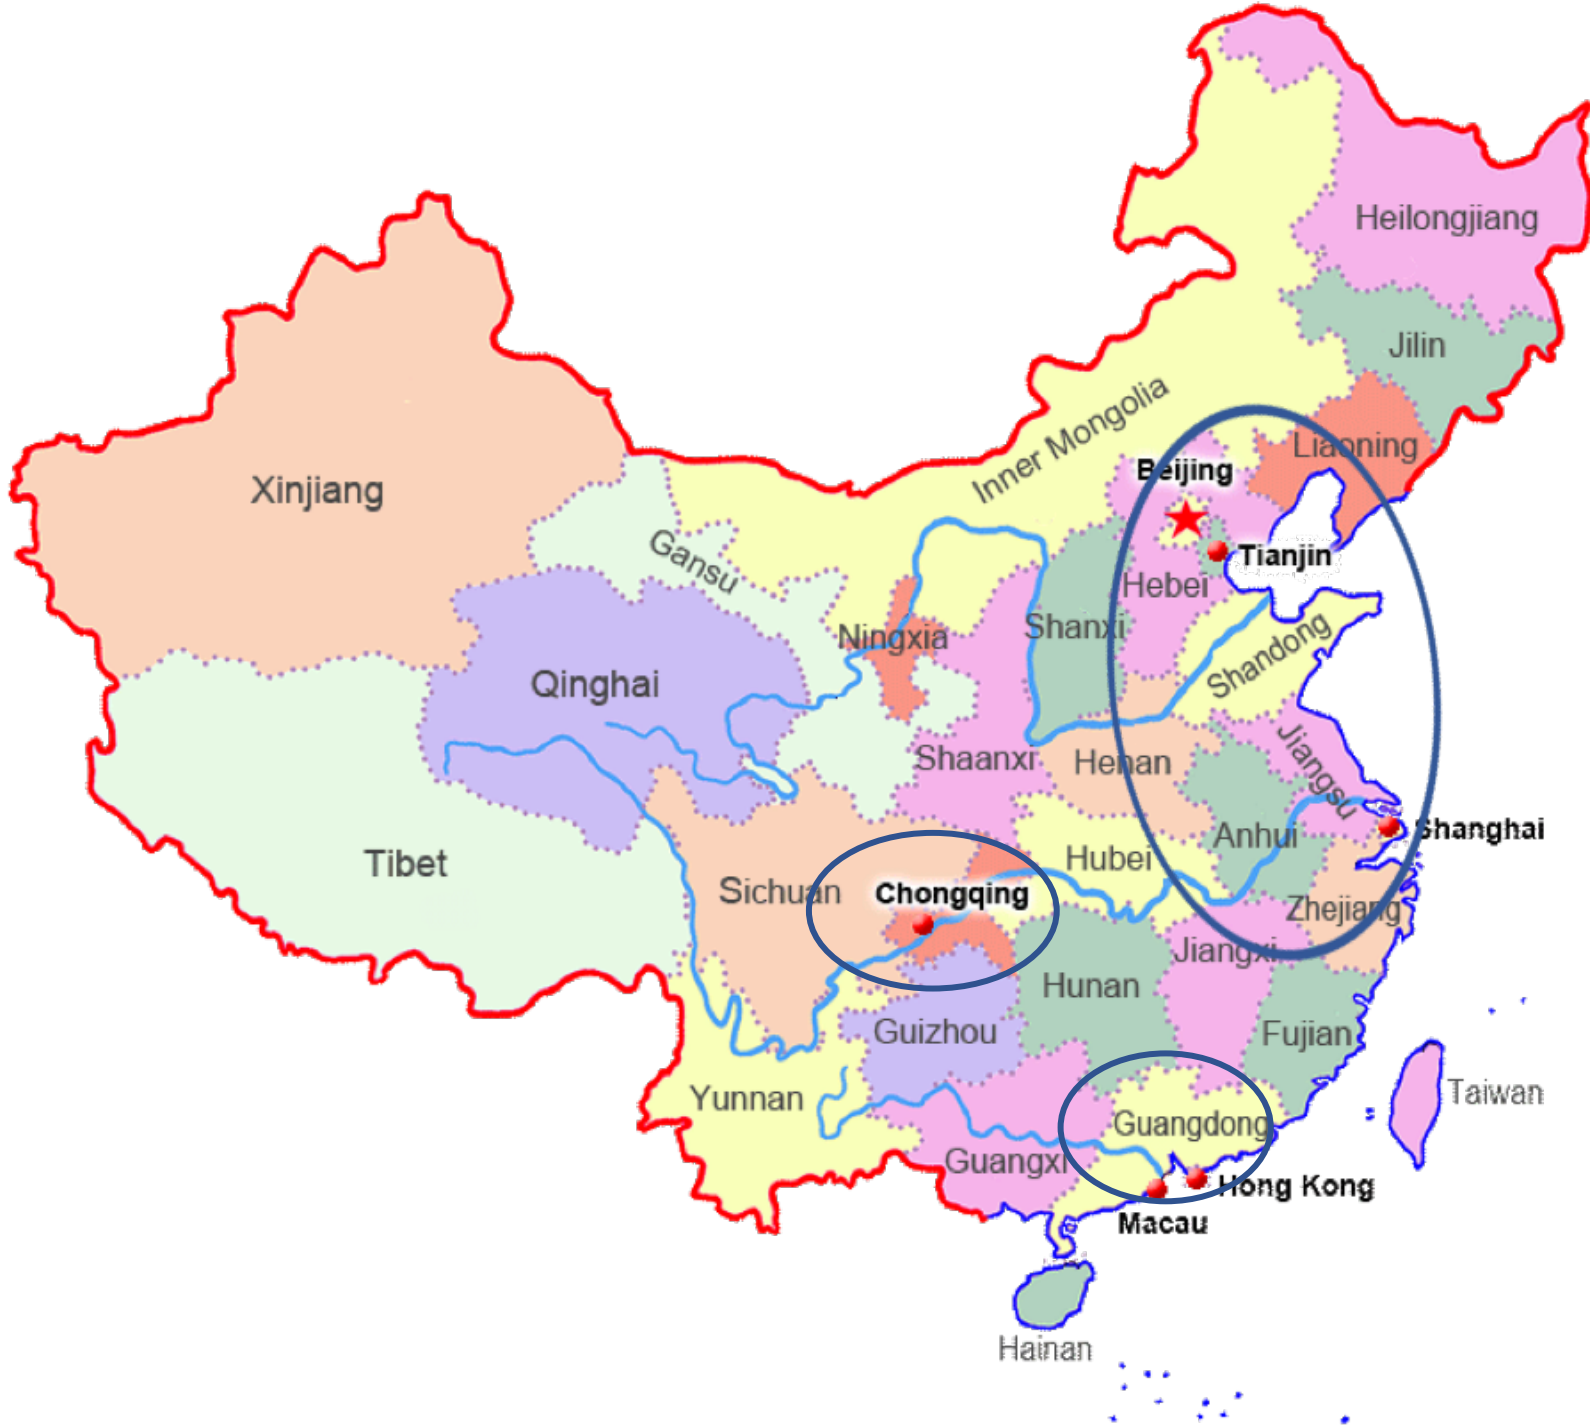 Heilongjiang
Jilin
Inner Mongolia
Liaoning
Beijing
Xinjiang
Gansu
Tianjin
Hebei
Shanxi
Ningxia
Shandong
Qinghai
Shaanxi
Henan
Jiangsu
Shanghai
Anhui
Hubei
Tibet
Sichuan
Chongqing
Zhejiang
Jiangxi
Hunan
Guizhou
Fujian
Yunnan
Taiwan
Guangdong
Guangxi
Hong Kong
Macau
Hainan